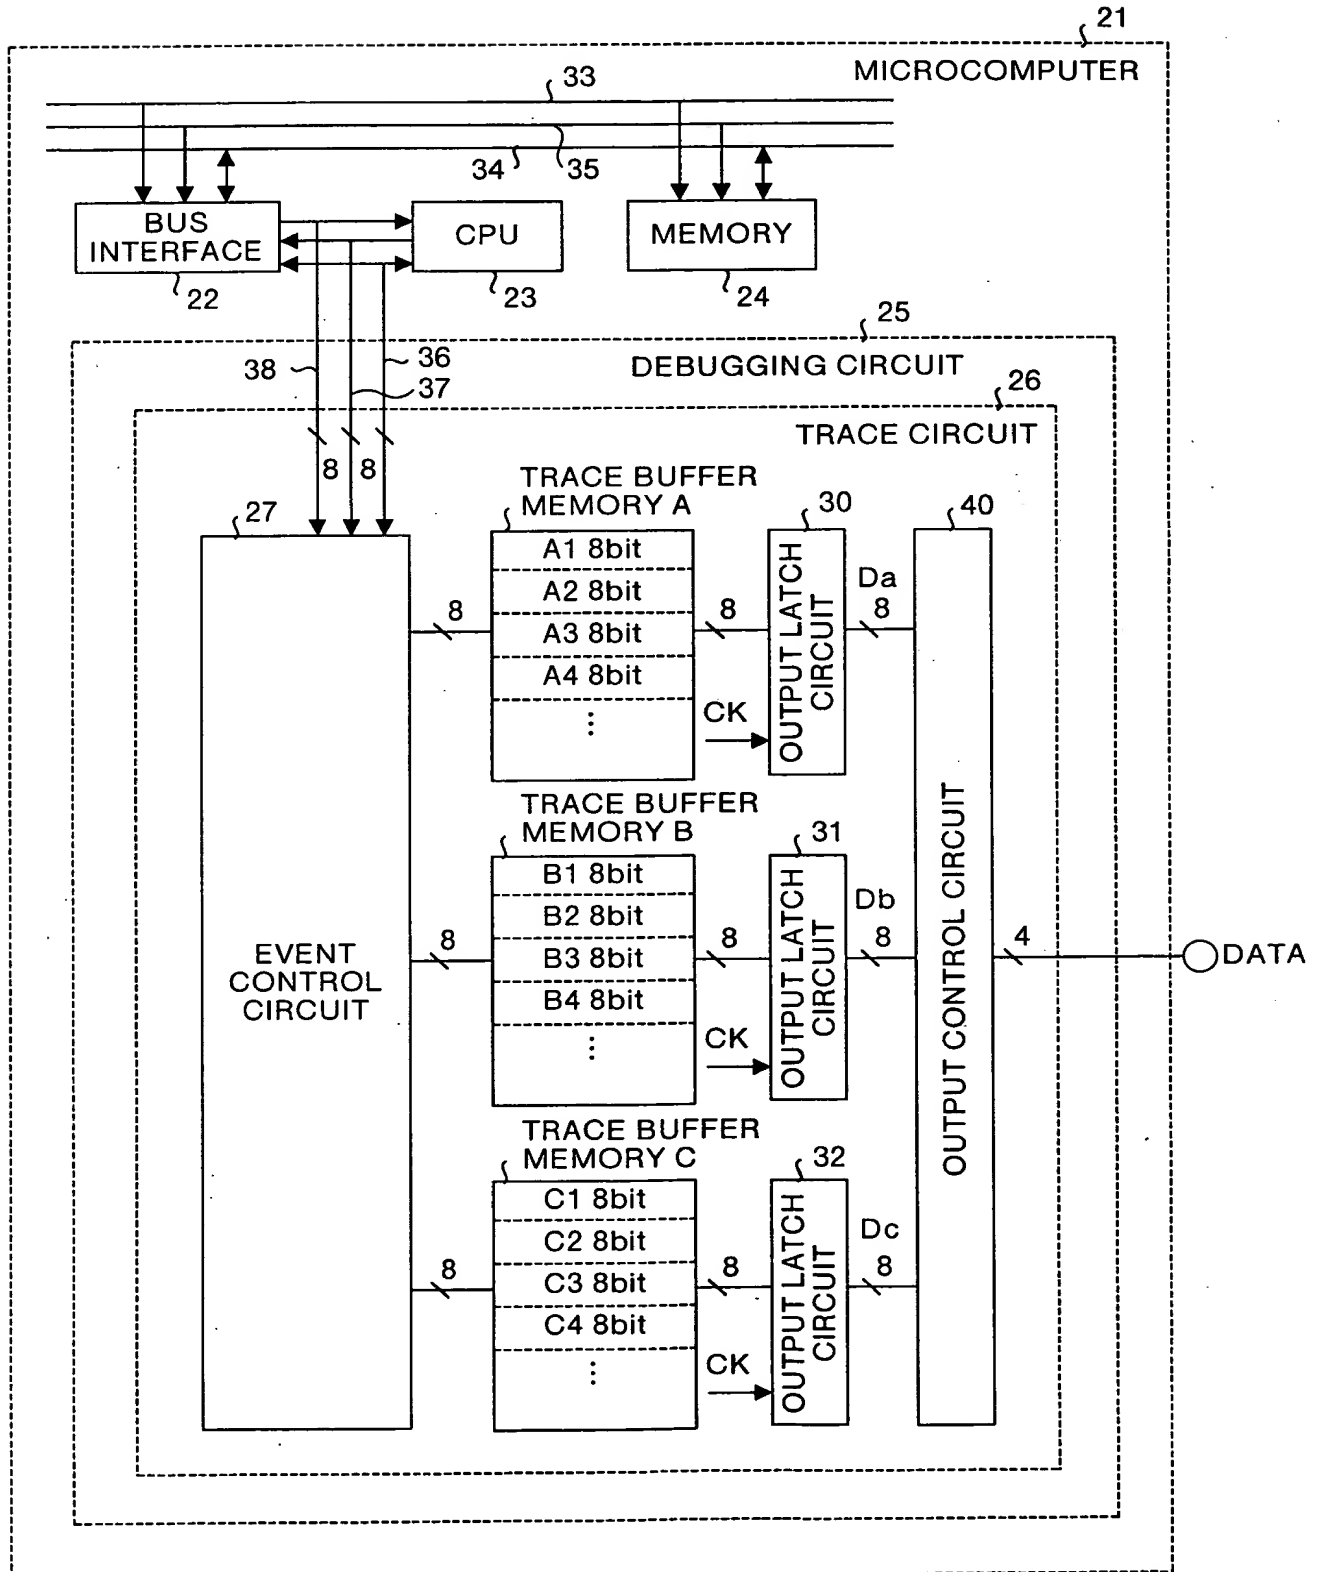 21
MICROCOMPUTER
33
34
35
BUS
INTERFACE
CPU
MEMORY
22
23
24
25
DEBUGGING CIRCUIT
38
36
37
26
TRACE CIRCUIT
8
8
27
EVENT
CONTROL
CIRCUIT
TRACE BUFFER
MEMORY A
A1 8bit
A2 8bit
A3 8bit
A4 8bit
⋮
8
8
CK
30
OUTPUT LATCH
CIRCUIT
Da
8
40
OUTPUT CONTROL CIRCUIT
TRACE BUFFER
MEMORY B
B1 8bit
B2 8bit
B3 8bit
B4 8bit
⋮
8
8
CK
31
OUTPUT LATCH
CIRCUIT
Db
8
4
DATA
TRACE BUFFER
MEMORY C
C1 8bit
C2 8bit
C3 8bit
C4 8bit
⋮
8
8
CK
32
OUTPUT LATCH
CIRCUIT
Dc
8